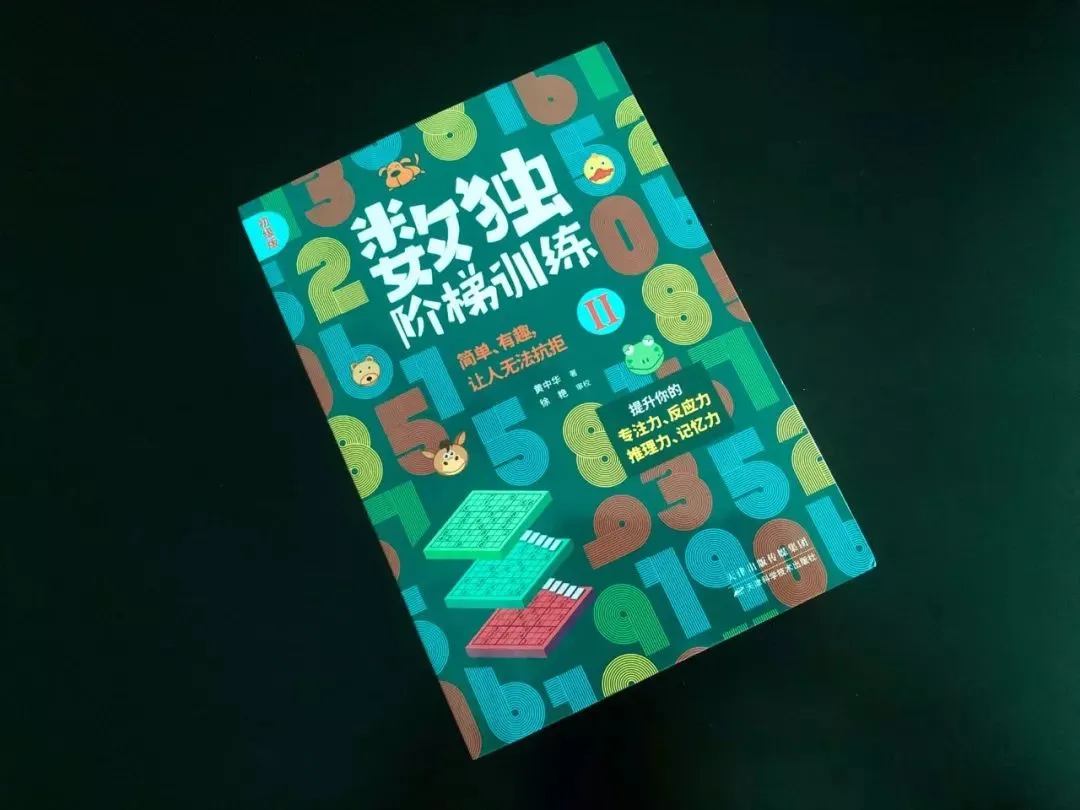 升级版
数独
阶梯训练
II
简单、有趣,
让人无法抗拒
黄中华 著
徐艳 审校
提升你的
专注力、反应力
推理力、记忆力
天津出版传媒集团
天津科学技术出版社